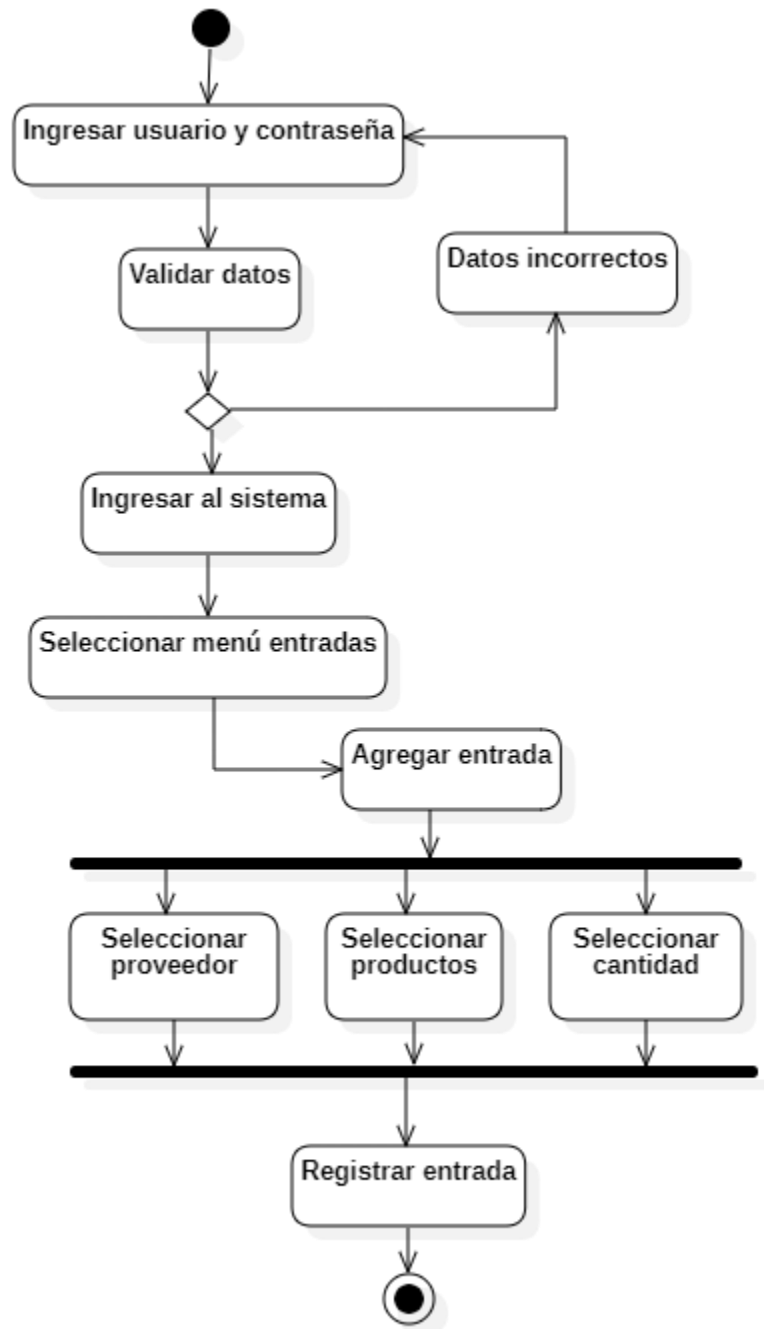 Ingresar usuario y contraseña
Validar datos
Datos incorrectos
Ingresar al sistema
Seleccionar menú entradas
Agregar entrada
Seleccionar
proveedor
Seleccionar
productos
Seleccionar
cantidad
Registrar entrada